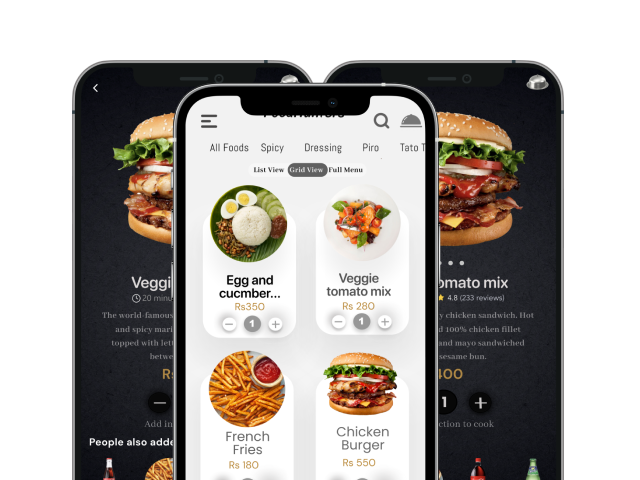 All Foods Spicy Dressing Piro Tato T
List View Grid View Full Menu
Egg and
cucmber...
Rs350
1
Veggie
tomato mix
Rs 280
1
French
Fries
Rs 180
Chicken
Burger
Rs 550
Veggi
20 minu
The world-famous
and spicy mari
topped with lett
betwe
R
Add in
People also adde
omato mix
4.8 (233 reviews)
y chicken sandwich. Hot
d 100% chicken fillet
and mayo sandwiched
sesame bun.
400
1
ction to cook